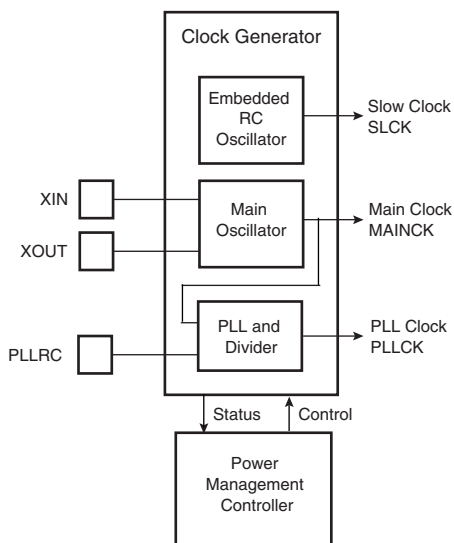 Clock Generator
Embedded
RC
Oscillator
Slow Clock
SLCK
XIN
XOUT
Main
Oscillator
Main Clock
MAINCK
PLLRC
PLL and
Divider
PLL Clock
PLLCK
Status
Control
Power
Management
Controller